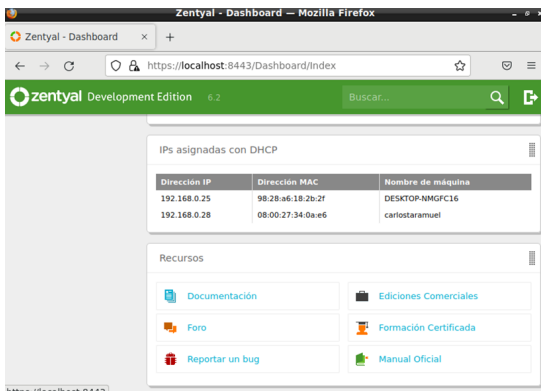 Zentyal - Dashboard — Mozilla Firefox
Zentyal - Dashboard × +
https://localhost:8443/Dashboard/Index
zentyal Development Edition 6.2 Buscar...
IPs asignadas con DHCP
Dirección IP Dirección MAC Nombre de máquina
192.168.0.25 98:28:a6:18:2b:2f DESKTOP-NMGFC16
192.168.0.28 08:00:27:34:0a:e6 carlostaramuel
Recursos
Documentación Ediciones Comerciales
Foro Formación Certificada
Reportar un bug Manual Oficial